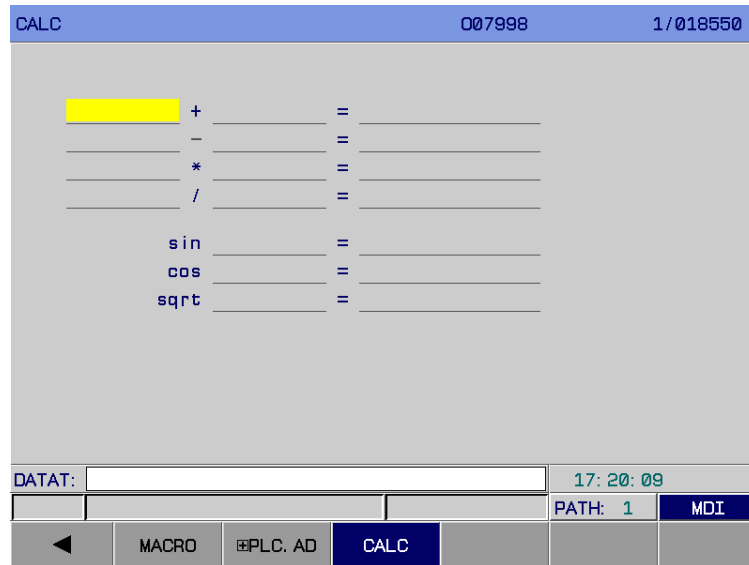 CALC O07998 1/018550
+ =
- =
* =
/ =
sin =
cos =
sqrt =
DATAT: 17:20:09
PATH: 1 MDI
◀ MACRO ⊞PLC.AD CALC